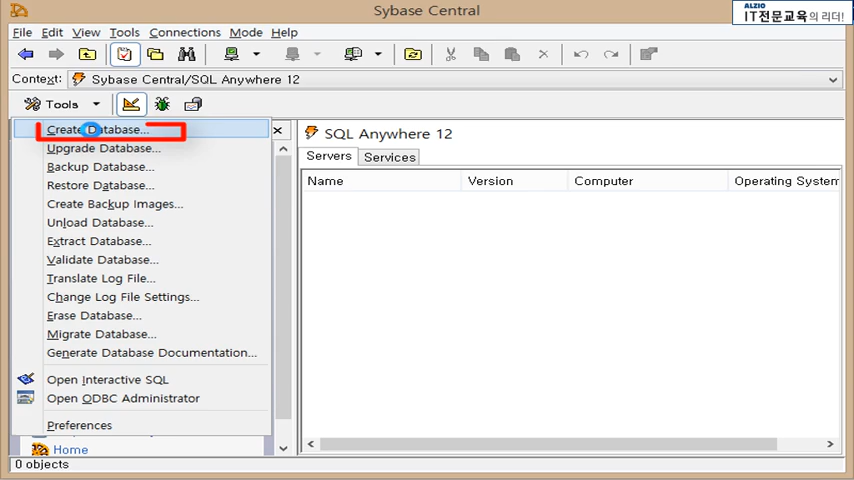 Sybase Central
ALZIO
IT전문교육의 리더!
File Edit View Tools Connections Mode Help
Context: Sybase Central/SQL Anywhere 12
Tools
Create Database...
Upgrade Database...
Backup Database...
Restore Database...
Create Backup Images...
Unload Database...
Extract Database...
Validate Database...
Translate Log File...
Change Log File Settings...
Erase Database...
Migrate Database...
Generate Database Documentation...
Open Interactive SQL
Open ODBC Administrator
Preferences
Home
SQL Anywhere 12
Servers Services
Name Version Computer Operating System
0 objects